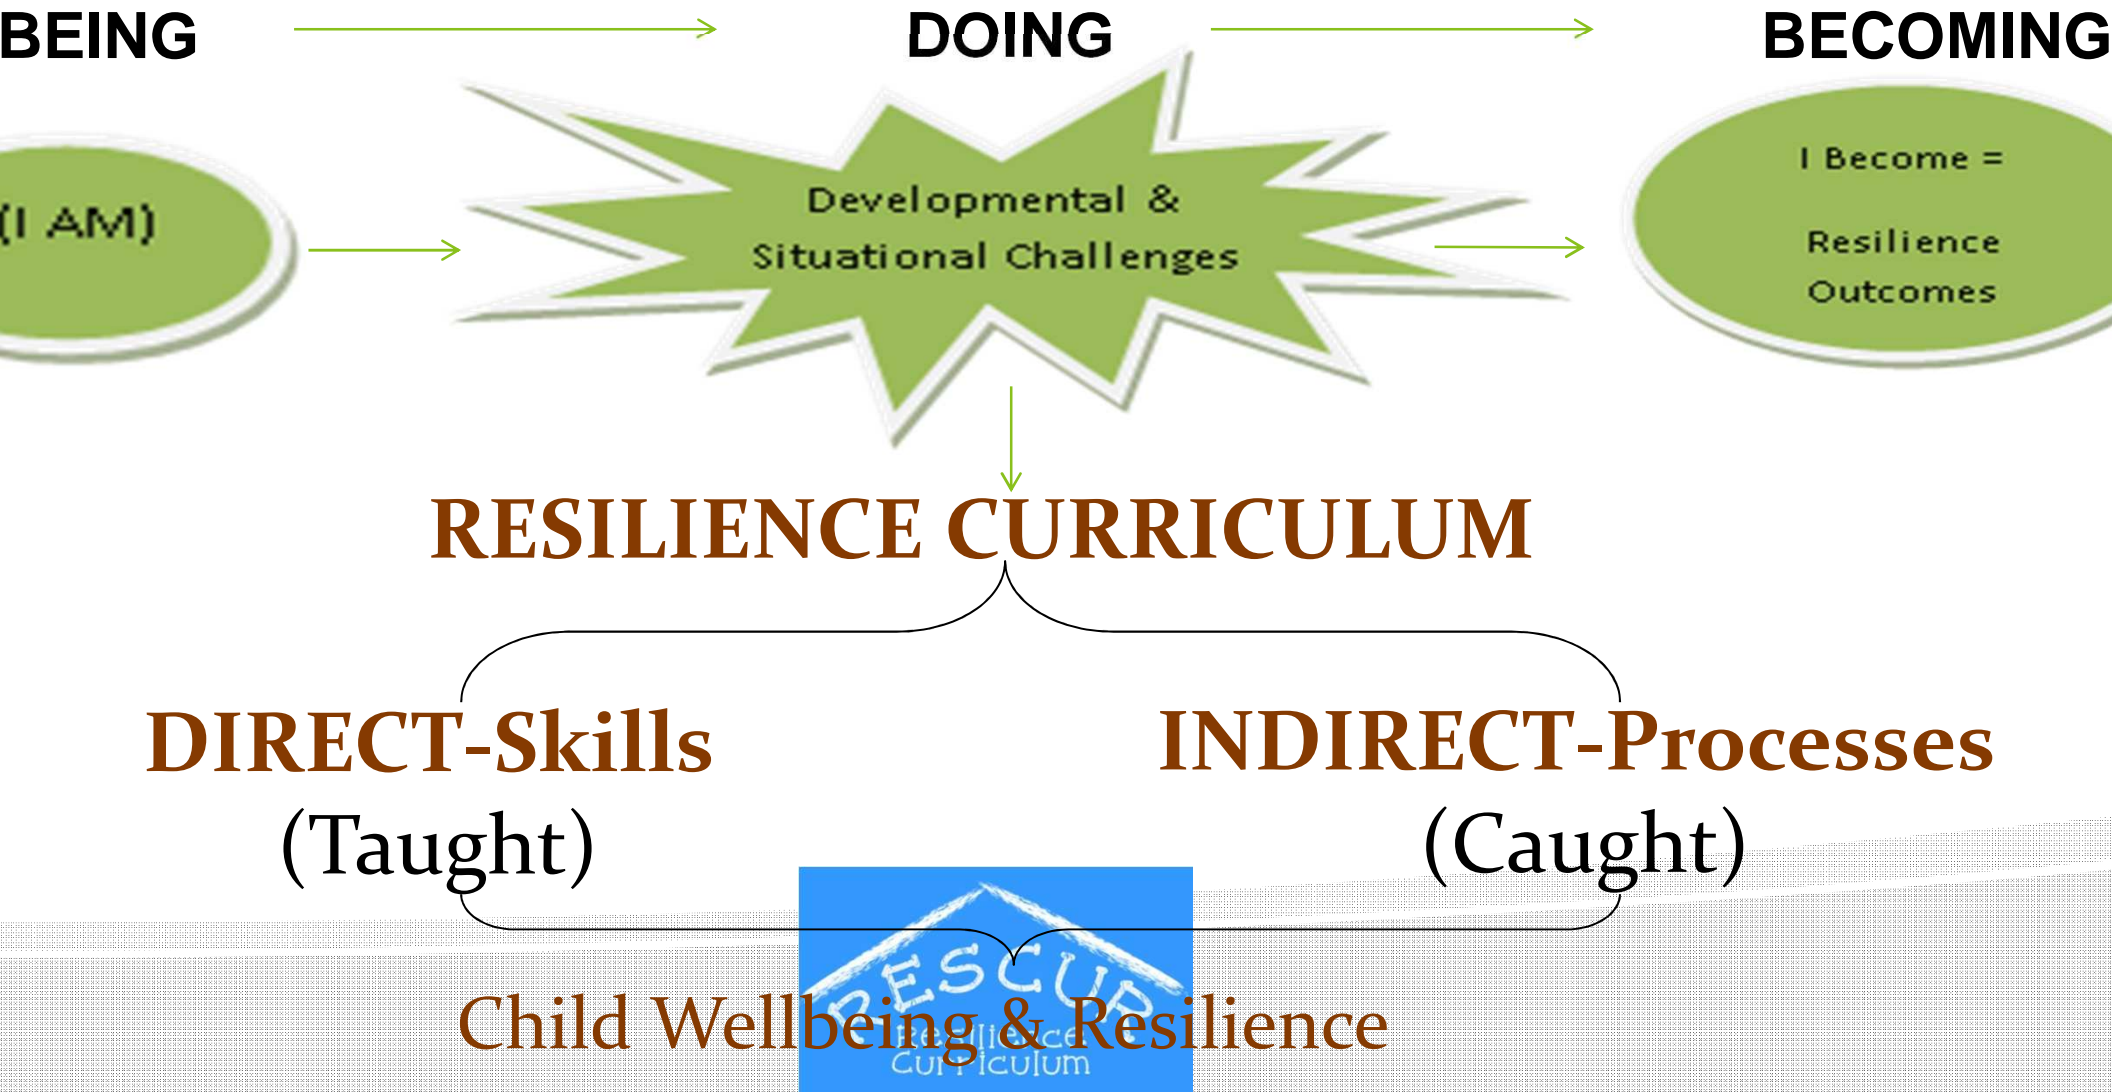 BEING DOING BECOMING
(I AM)
Developmental &
Situational Challenges
I Become =
Resilience
Outcomes
RESILIENCE CURRICULUM
DIRECT-Skills INDIRECT-Processes
(Taught) (Caught)
RESCUR
Child Wellbeing & Resilience
Resilience
Curriculum